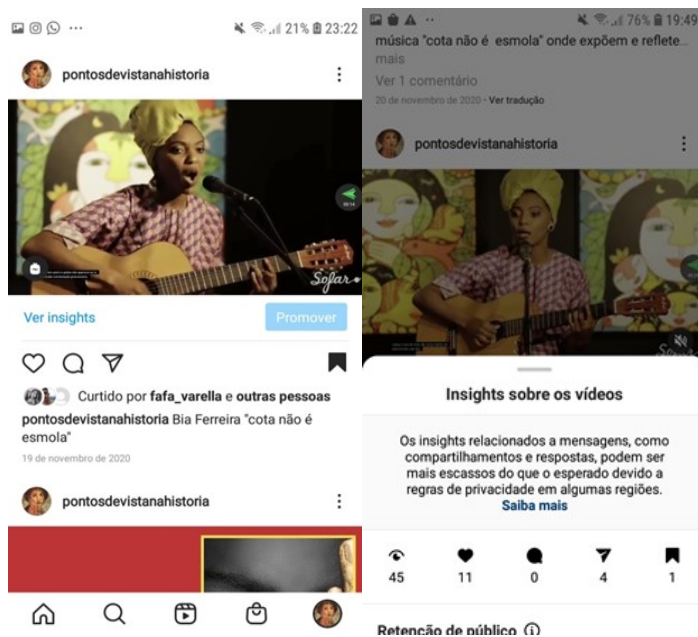 21% 23:22
pontosdevistanahistoria
Sofar
Ver insights
Promover
Curtido por fafa_varella e outras pessoas
pontosdevistanahistoria Bia Ferreira "cota não é
esmola"
19 de novembro de 2020
pontosdevistanahistoria
76% 19:49
música "cota não é esmola" onde expõem e reflete...
mais
Ver 1 comentário
20 de novembro de 2020 • Ver tradução
pontosdevistanahistoria
Insights sobre os vídeos
Os insights relacionados a mensagens, como
compartilhamentos e respostas, podem ser
mais escassos do que o esperado devido a
regras de privacidade em algumas regiões.
Saiba mais
45 11 0 4 1
Retenção de público